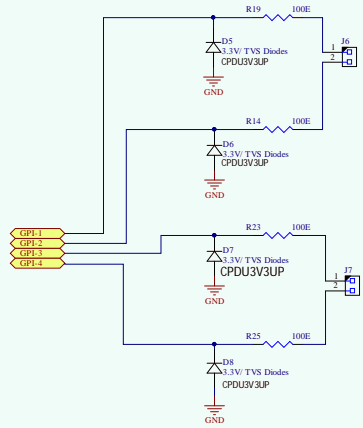 R19 100E
J6
1
2
D5
3.3V/ TVS Diodes
CPDU3V3UP
GND
R14 100E
D6
3.3V/ TVS Diodes
CPDU3V3UP
GND
GPI-1
GPI-2
GPI-3
GPI-4
R23 100E
J7
1
2
D7
3.3V/ TVS Diodes
CPDU3V3UP
GND
R25 100E
D8
3.3V/ TVS Diodes
CPDU3V3UP
GND